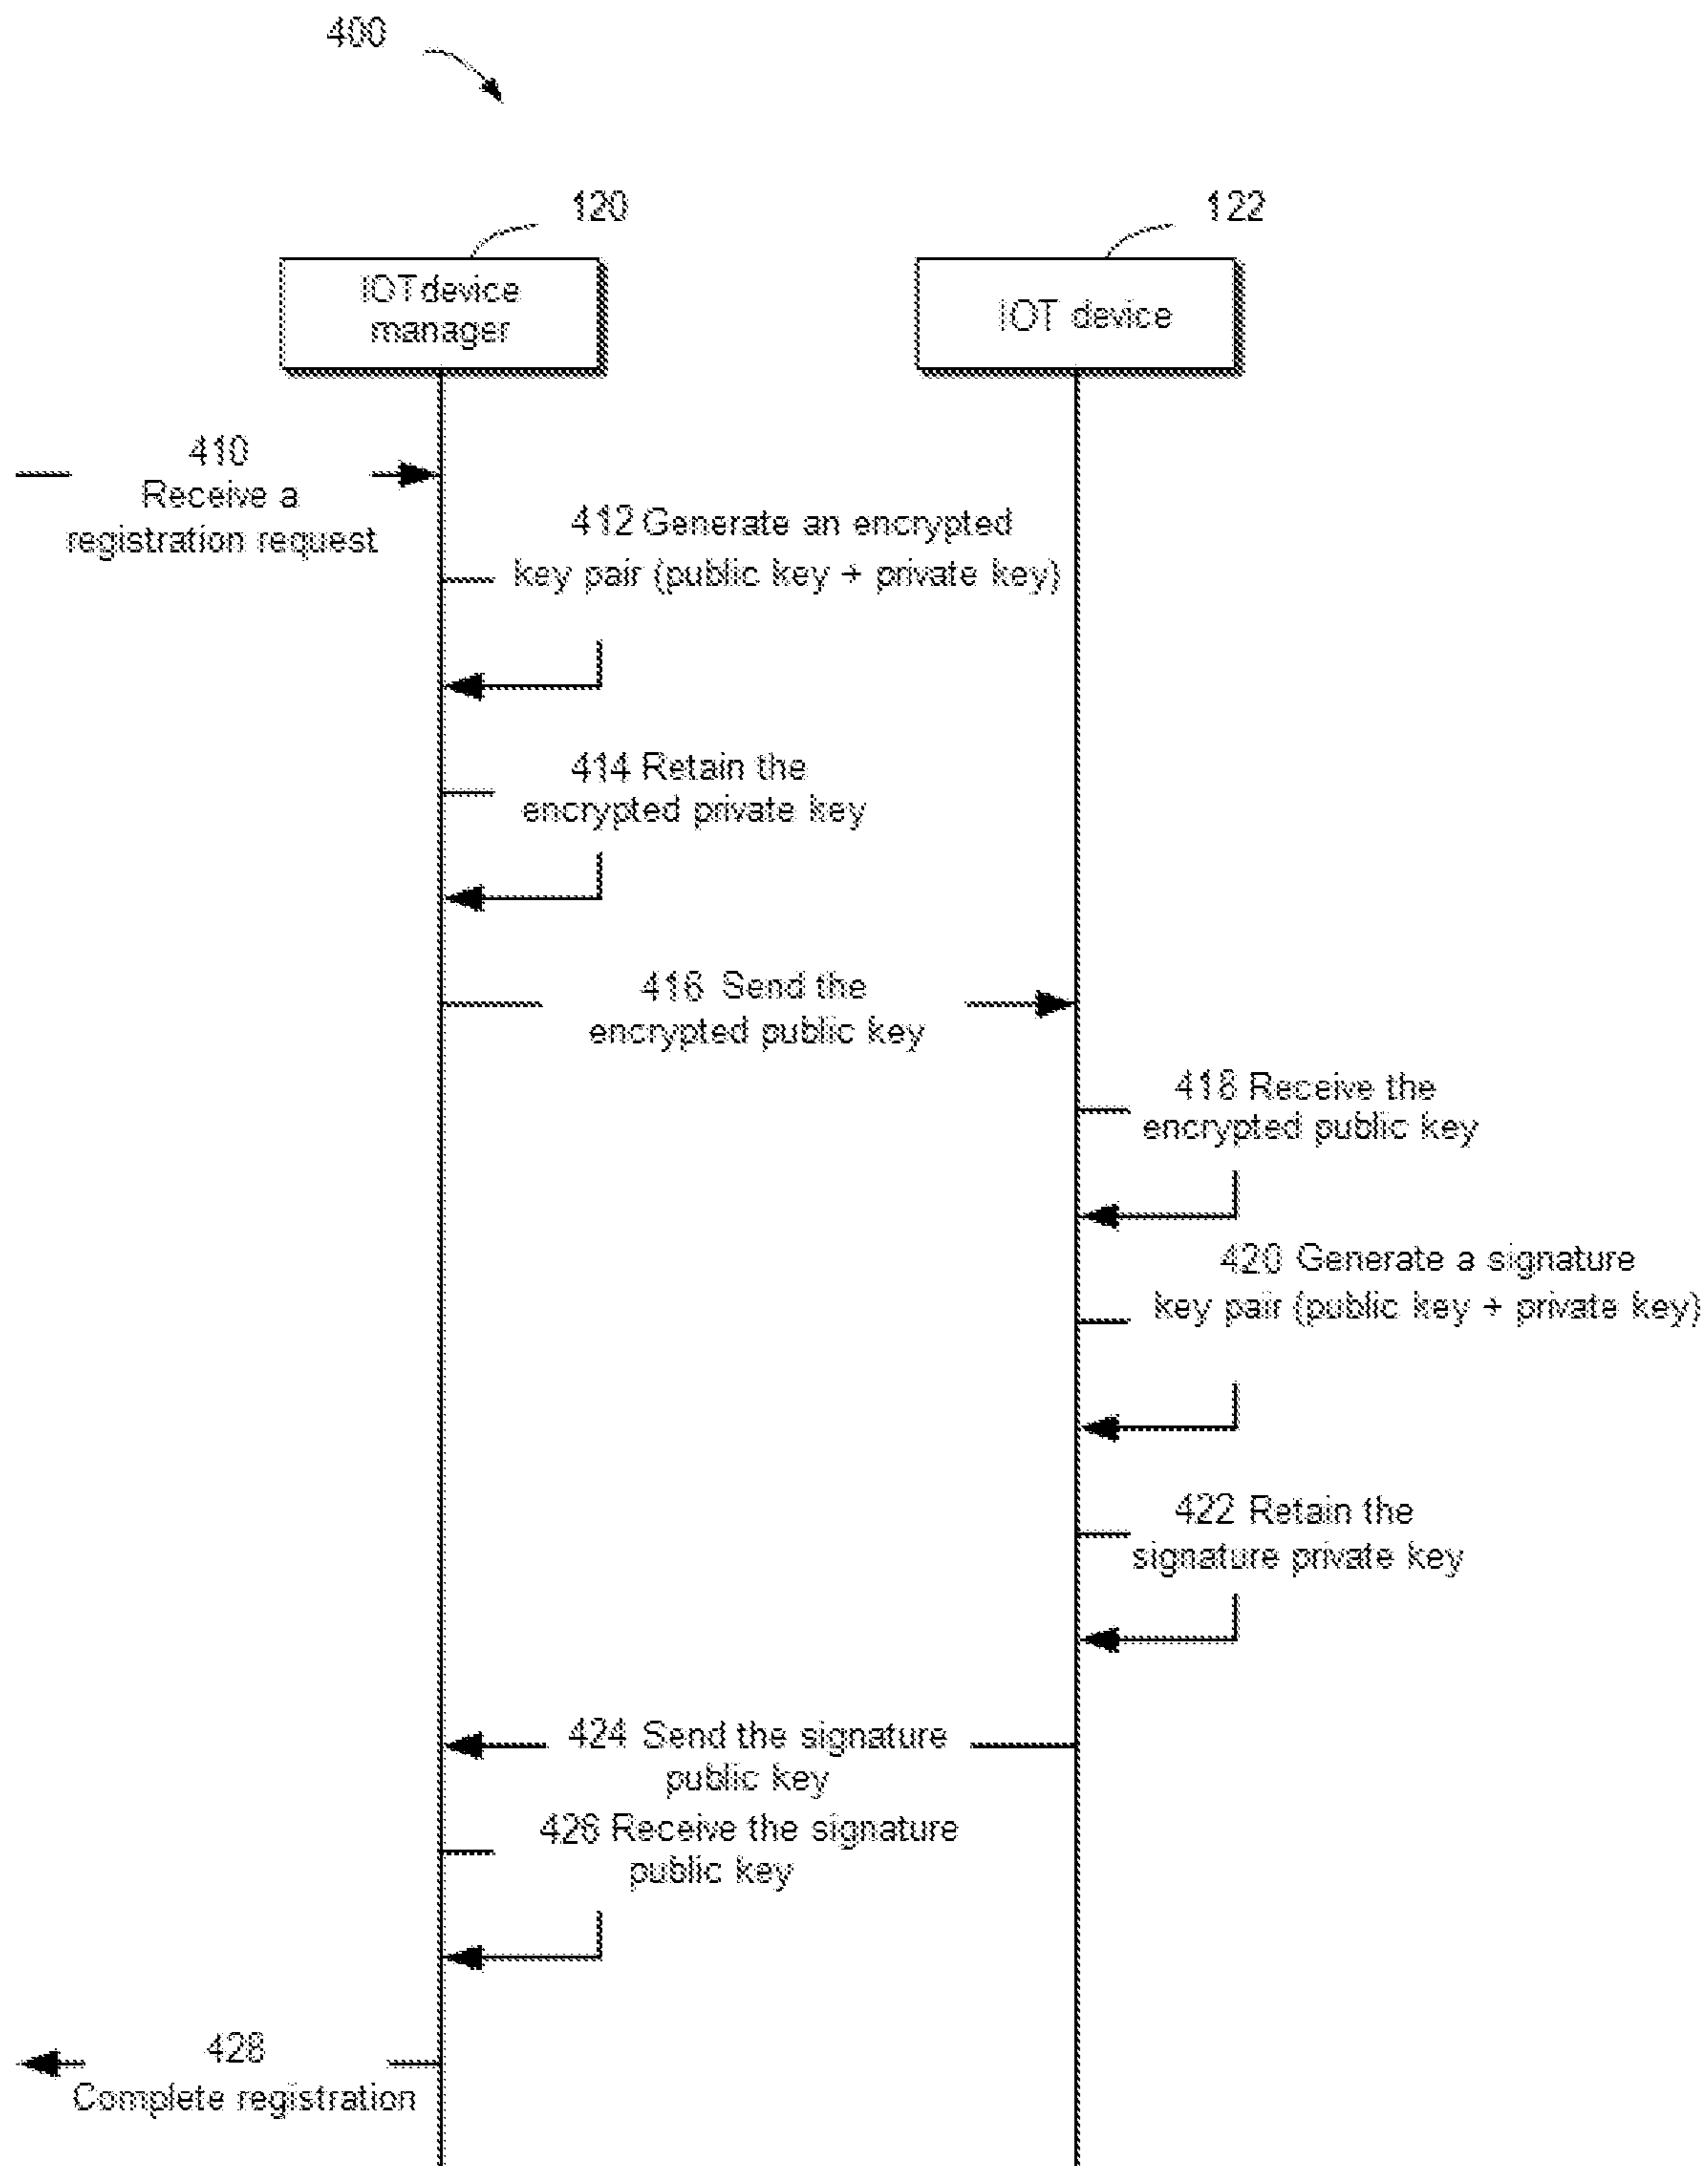 400
120
122
IOT device
manager
IOT device
410
Receive a
registration request
412 Generate an encrypted
key pair (public key + private key)
414 Retain the
encrypted private key
416 Send the
encrypted public key
418 Receive the
encrypted public key
420 Generate a signature
key pair (public key + private key)
422 Retain the
signature private key
424 Send the signature
public key
426 Receive the signature
public key
428
Complete registration